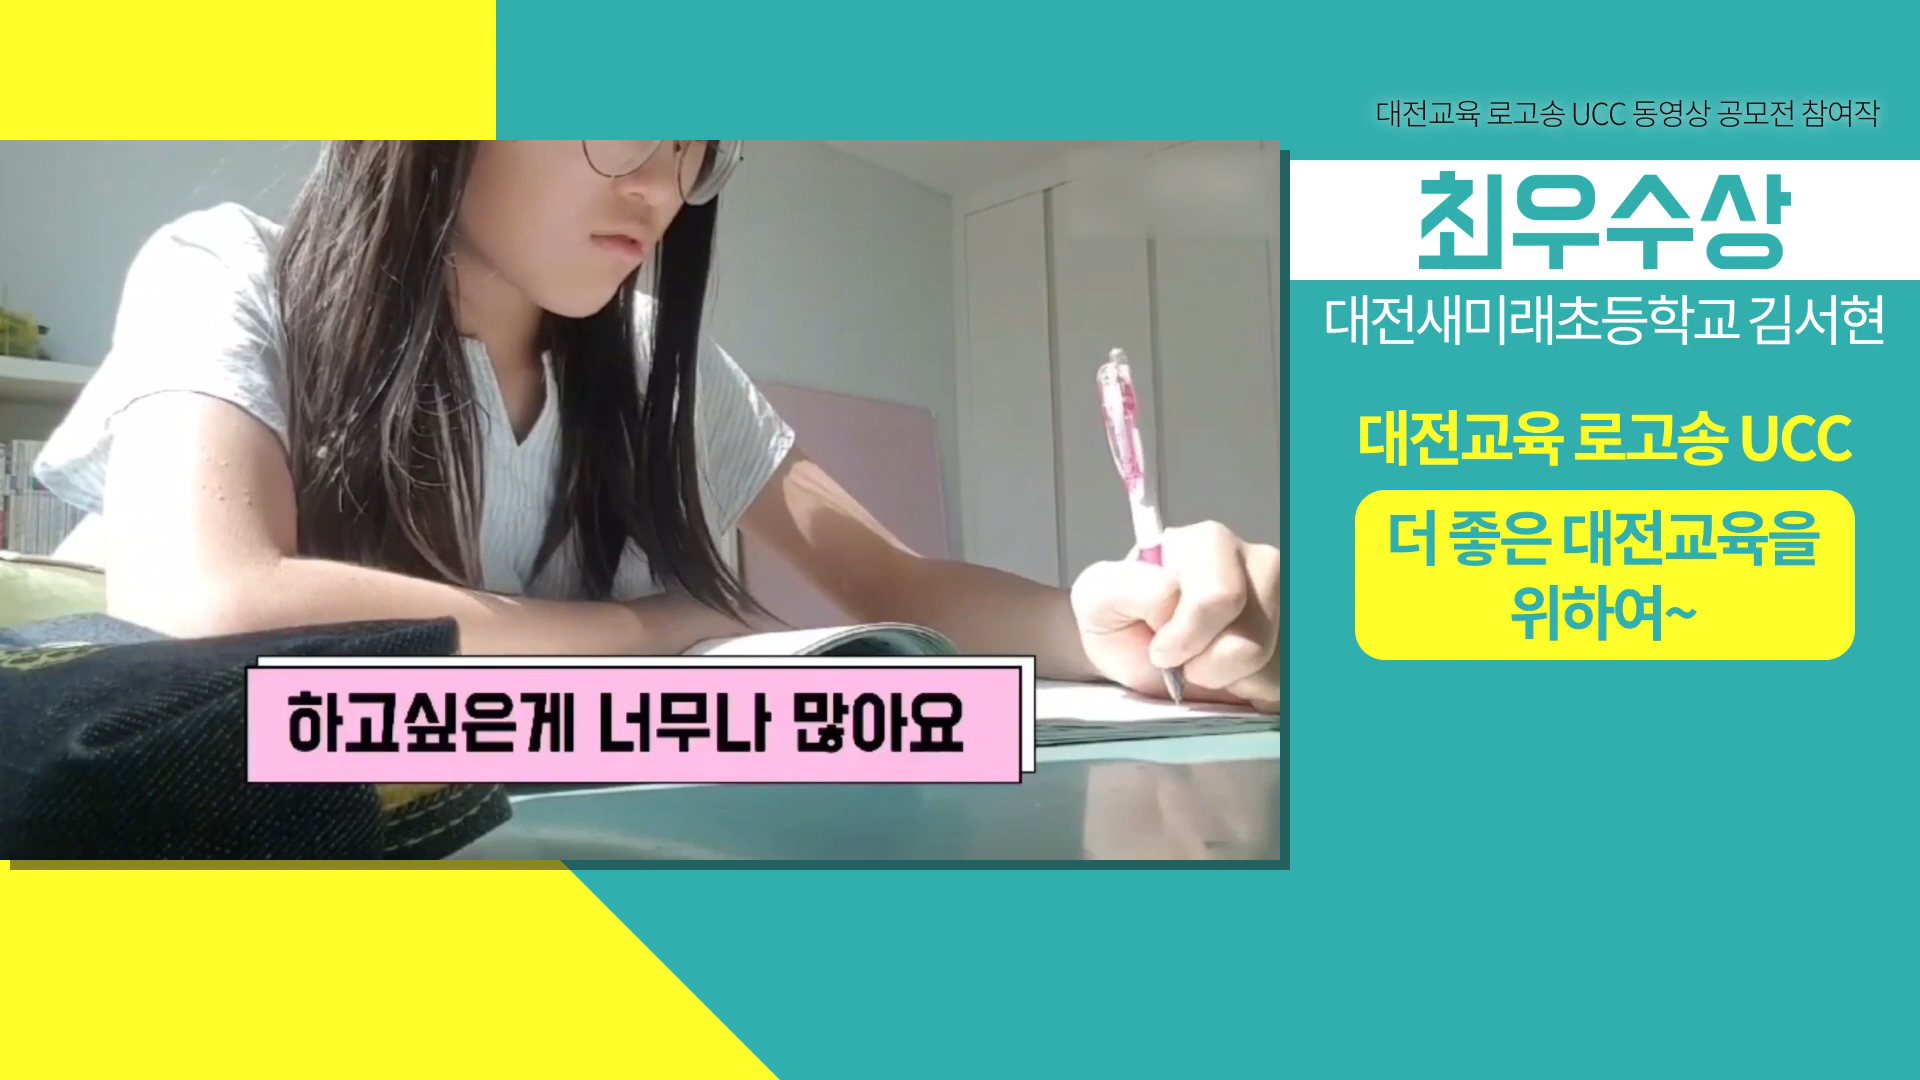 대전교육 로고송 UCC 동영상 공모전 참여작
최우수상
대전새미래초등학교 김서현
대전교육 로고송 UCC
더 좋은 대전교육을
위하여~
하고싶은게 너무나 많아요